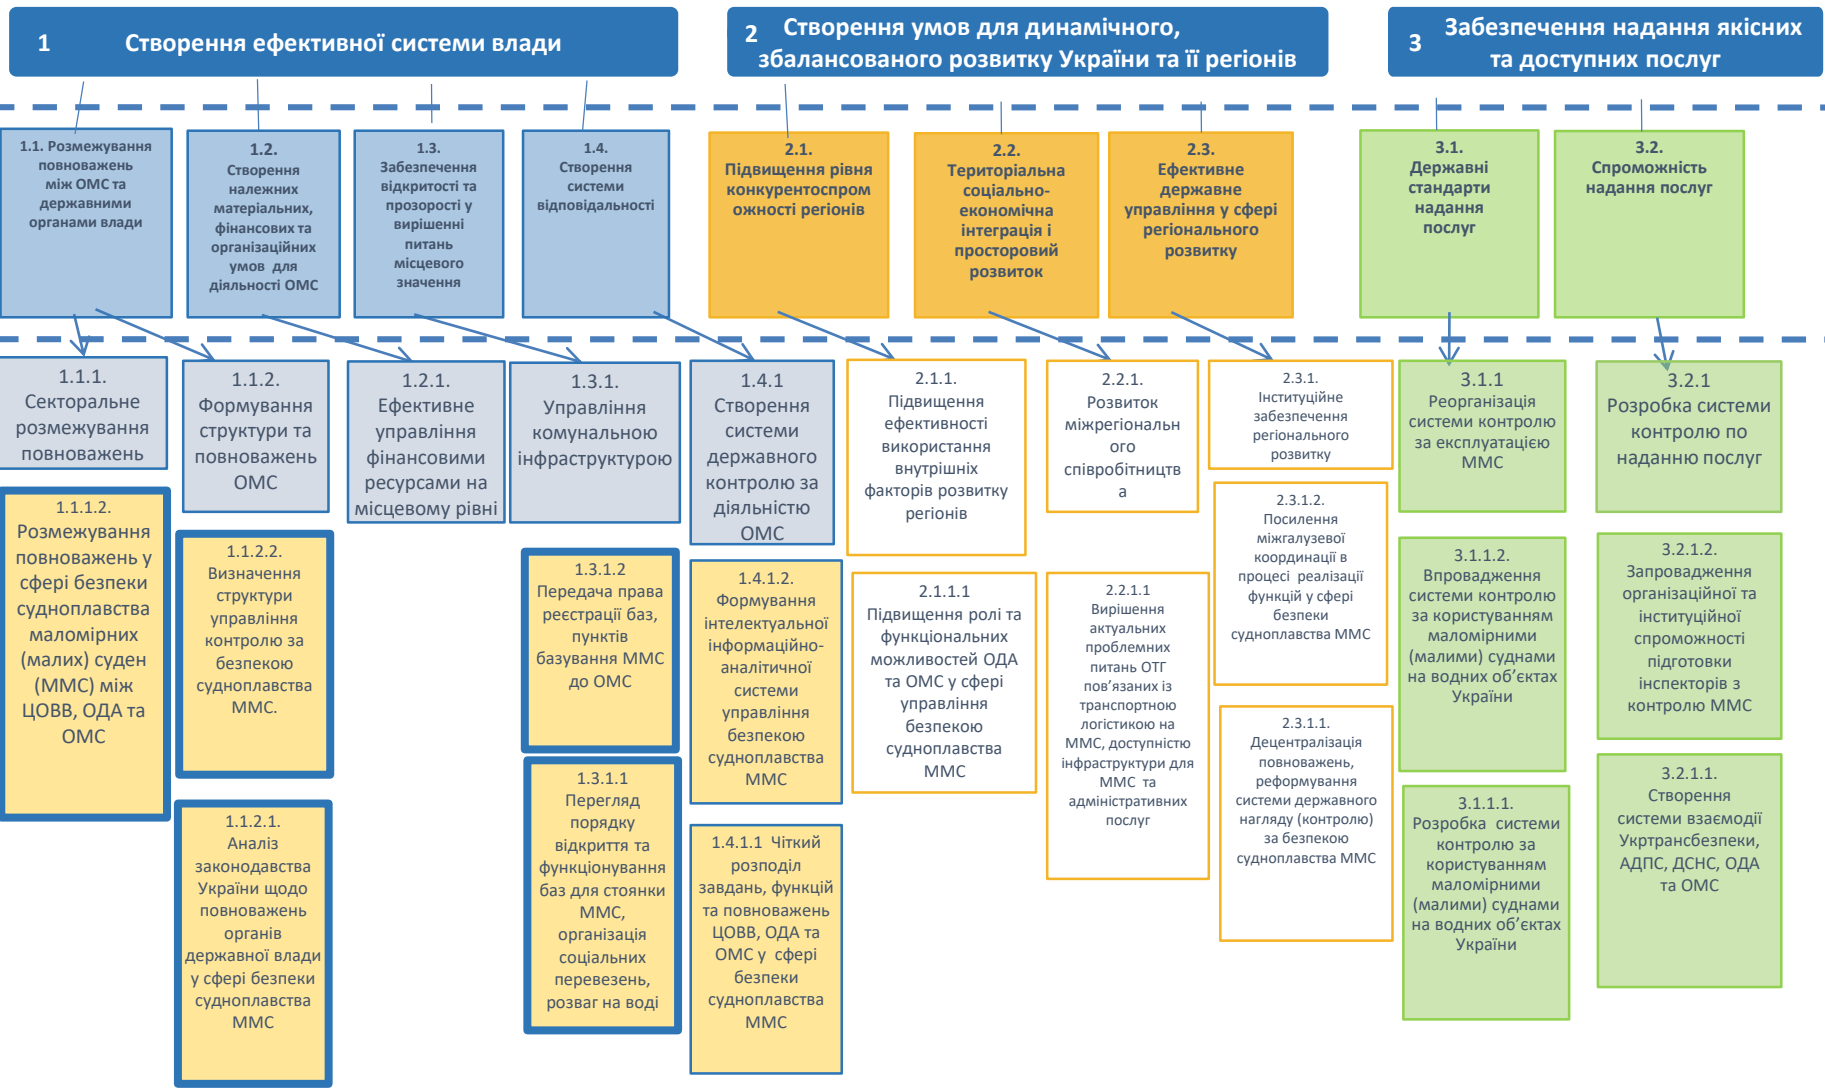 1 Створення ефективної системи влади
2 Створення умов для динамічного,
збалансованого розвитку України та її регіонів
3 Забезпечення надання якісних
та доступних послуг
1.1. Розмежування
повноважень
між ОМС та
державними
органами влади
1.2.
Створення
належних
матеріальних,
фінансових та
організаційних
умов для
діяльності ОМС
1.3.
Забезпечення
відкритості та
прозорості у
вирішенні
питань
місцевого
значення
1.4.
Створення
системи
відповідальності
2.1.
Підвищення рівня
конкурентоспром
ожності регіонів
2.2.
Територіальна
соціально-
економічна
інтеграція і
просторовий
розвиток
2.3.
Ефективне
державне
управління у сфері
регіонального
розвитку
3.1.
Державні
стандарти
надання
послуг
3.2.
Спроможність
надання послуг
1.1.1.
Секторальне
розмежування
повноважень
1.1.2.
Формування
структури та
повноважень
ОМС
1.2.1.
Ефективне
управління
фінансовими
ресурсами на
місцевому рівні
1.3.1.
Управління
комунальною
інфраструктурою
1.4.1
Створення
системи
державного
контролю за
діяльністю
ОМС
2.1.1.
Підвищення
ефективності
використання
внутрішніх
факторів розвитку
регіонів
2.2.1.
Розвиток
міжрегіональн
ого
співробітництв
а
2.3.1.
Інституційне
забезпечення
регіонального
розвитку
3.1.1
Реорганізація
системи контролю
за експлуатацією
ММС
3.2.1
Розробка системи
контролю по
наданню послуг
1.1.1.2.
Розмежування
повноважень у
сфері безпеки
судноплавства
маломірних
(малих) суден
(ММС) між
ЦОВВ, ОДА та
ОМС
1.1.2.2.
Визначення
структури
управління
контролю за
безпекою
судноплавства
ММС.
1.1.2.1.
Аналіз
законодавства
України щодо
повноважень
органів
державної влади
у сфері безпеки
судноплавства
ММС
1.3.1.2
Передача права
реєстрації баз,
пунктів
базування ММС
до ОМС
1.3.1.1
Перегляд
порядку
відкриття та
функціонування
баз для стоянки
ММС,
організація
соціальних
перевезень,
розваг на воді
1.4.1.2.
Формування
інтелектуальної
інформаційно-
аналітичної
системи
управління
безпекою
судноплавства
ММС
1.4.1.1 Чіткий
розподіл
завдань, функцій
та повноважень
ЦОВВ, ОДА та
ОМС у сфері
безпеки
судноплавства
ММС
2.1.1.1
Підвищення ролі та
функціональних
можливостей ОДА
та ОМС у сфері
управління
безпекою
судноплавства
ММС
2.2.1.1
Вирішення
актуальних
проблемних
питань ОТГ
пов’язаних із
транспортною
логістикою на
ММС, доступністю
інфраструктури для
ММС та
адміністративних
послуг
2.3.1.2.
Посилення
міжгалузевої
координації в
процесі реалізації
функцій у сфері
безпеки
судноплавства ММС
2.3.1.1.
Децентралізація
повноважень,
реформування
системи державного
нагляду (контролю)
за безпекою
судноплавства ММС
3.1.1.2.
Впровадження
системи контролю
за користуванням
маломірними
(малими) суднами
на водних об’єктах
України
3.1.1.1.
Розробка системи
контролю за
користуванням
маломірними
(малими) суднами
на водних об’єктах
України
3.2.1.2.
Запровадження
організаційної та
інституційної
спроможності
підготовки
інспекторів з
контролю ММС
3.2.1.1.
Створення
системи взаємодії
Укртрансбезпеки,
АДПС, ДСНС, ОДА
та ОМС